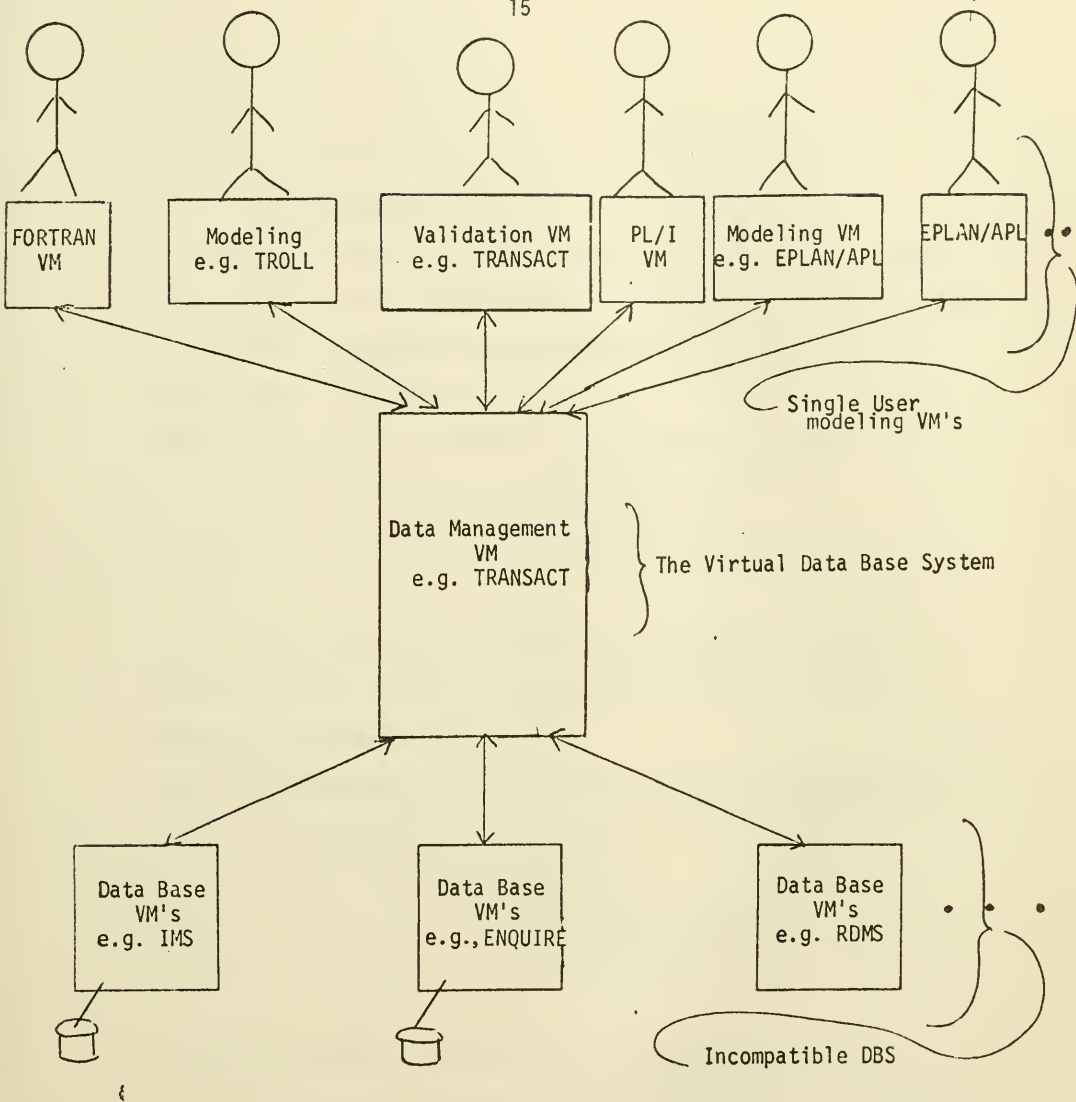 15
FORTRAN
VM
Modeling
e.g. TROLL
Validation VM
e.g. TRANSACT
PL/I
VM
Modeling VM
e.g. EPLAN/APL
EPLAN/APL
Single User
modeling VM's
Data Management
VM
e.g. TRANSACT
The Virtual Data Base System
Data Base
VM's
e.g. IMS
Data Base
VM's
e.g., ENQUIRE
Data Base
VM's
e.g. RDMS
Incompatible DBS